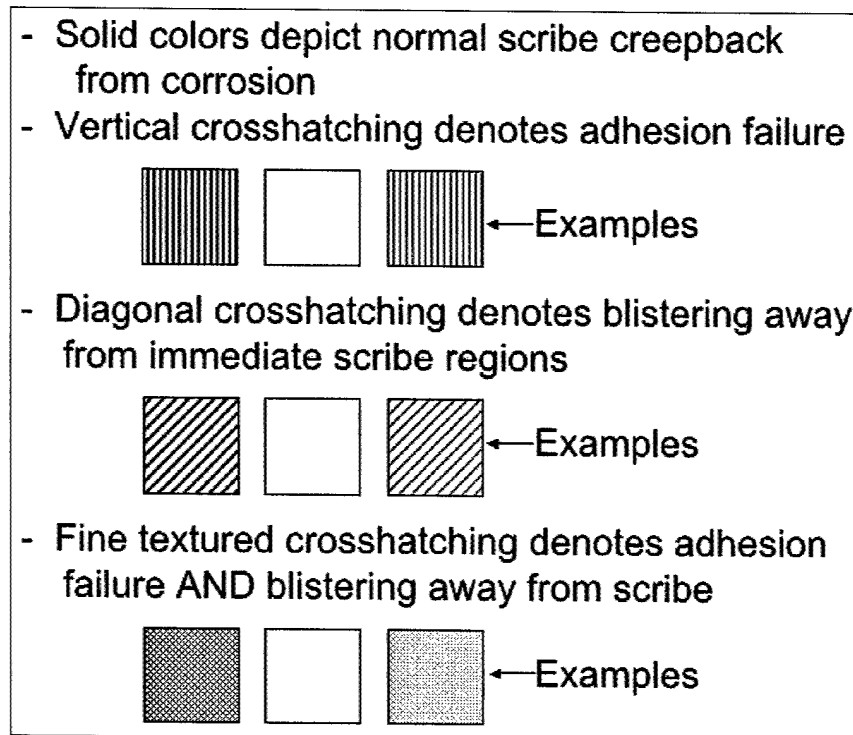 - Solid colors depict normal scribe creepback
from corrosion
- Vertical crosshatching denotes adhesion failure
Examples
- Diagonal crosshatching denotes blistering away
from immediate scribe regions
Examples
- Fine textured crosshatching denotes adhesion
failure AND blistering away from scribe
Examples